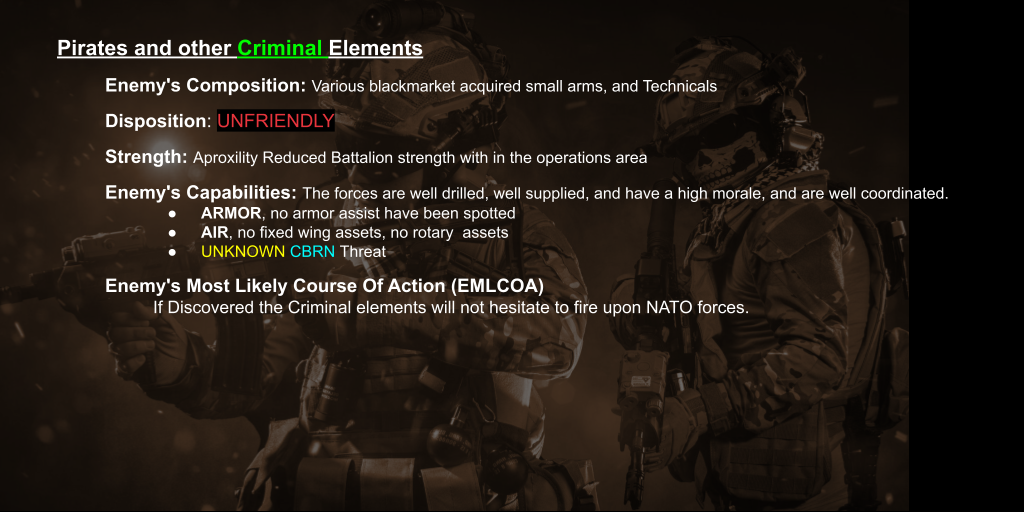 Pirates and other Criminal Elements
Enemy's Composition: Various blackmarket acquired small arms, and Technicals
Disposition: UNFRIENDLY
Strength: Aproxility Reduced Battalion strength with in the operations area
Enemy's Capabilities: The forces are well drilled, well supplied, and have a high morale, and are well coordinated.
● ARMOR, no armor assist have been spotted
● AIR, no fixed wing assets, no rotary  assets
● UNKNOWN CBRN Threat
Enemy's Most Likely Course Of Action (EMLCOA)
If Discovered the Criminal elements will not hesitate to fire upon NATO forces.